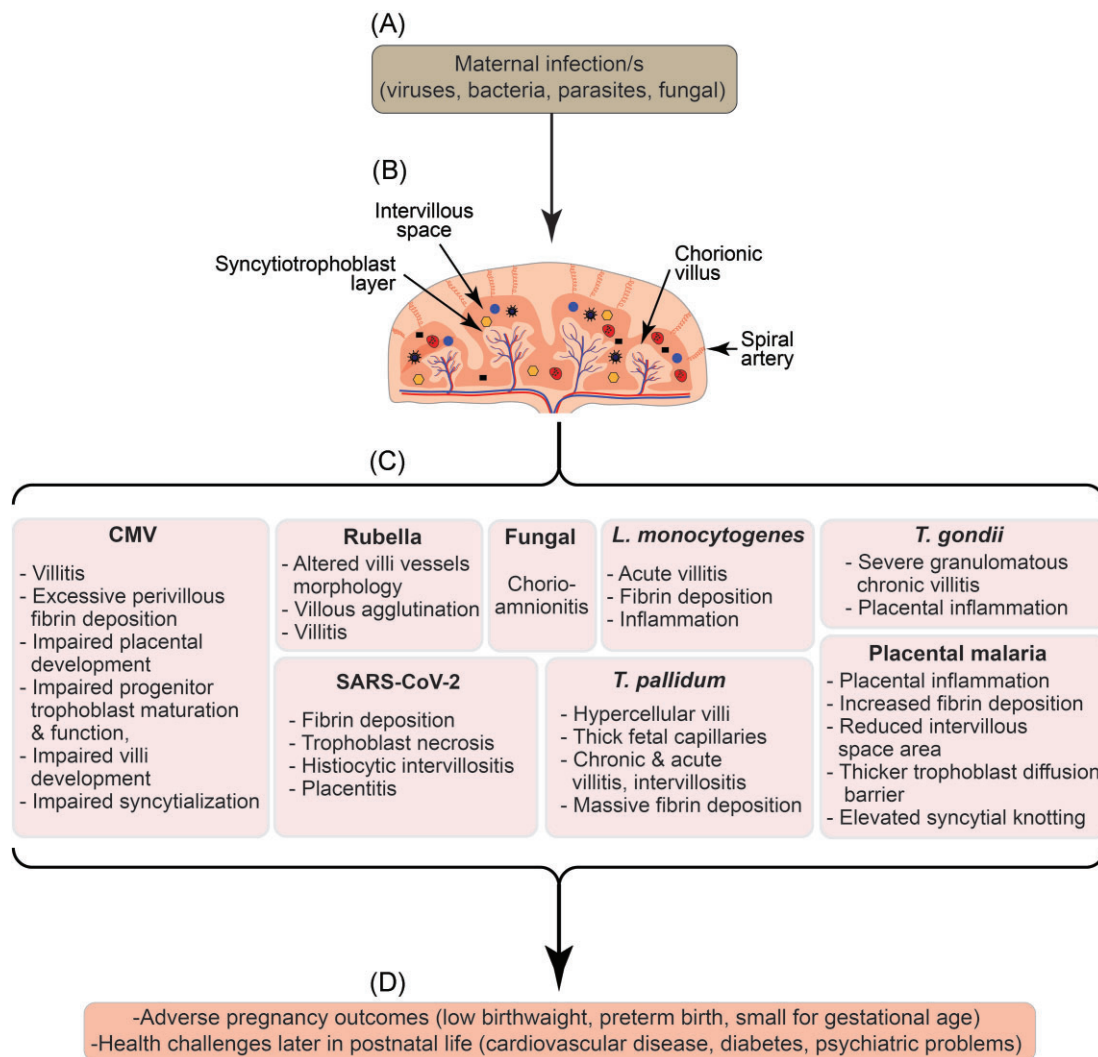 (A)
Maternal infection/s
(viruses, bacteria, parasites, fungal)
(B)
Intervillous
space
Syncytiotrophoblast
layer
Chorionic
villus
Spiral
artery
(C)
CMV
- Villitis
- Excessive perivillous
fibrin deposition
- Impaired placental
development
- Impaired progenitor
trophoblast maturation
& function,
- Impaired villi
development
- Impaired syncytialization
Rubella
- Altered villi vessels
morphology
- Villous agglutination
- Villitis
Fungal
Chorio-
amnionitis
L. monocytogenes
- Acute villitis
- Fibrin deposition
- Inflammation
T. gondii
- Severe granulomatous
chronic villitis
- Placental inflammation
SARS-CoV-2
- Fibrin deposition
- Trophoblast necrosis
- Histiocytic intervillositis
- Placentitis
T. pallidum
- Hypercellular villi
- Thick fetal capillaries
- Chronic & acute
villitis, intervillositis
- Massive fibrin deposition
Placental malaria
- Placental inflammation
- Increased fibrin deposition
- Reduced intervillous
space area
- Thicker trophoblast diffusion
barrier
- Elevated syncytial knotting
(D)
-Adverse pregnancy outcomes (low birthwaight, preterm birth, small for gestational age)
-Health challenges later in postnatal life (cardiovascular disease, diabetes, psychiatric problems)